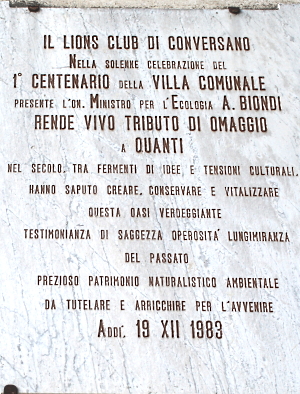 IL LIONS CLUB DI CONVERSANO
NELLA SOLENNE CELEBRAZIONE DEL
1° CENTENARIO DELLA VILLA COMUNALE
PRESENTE L'ON. MINISTRO PER L'ECOLOGIA A. BIONDI
RENDE VIVO TRIBUTO DI OMAGGIO
A QUANTI
NEL SECOLO, TRA FERMENTI DI IDEE E TENSIONI CULTURALI,
HANNO SAPUTO CREARE, CONSERVARE E VITALIZZARE
QUESTA OASI VERDEGGIANTE
TESTIMONIANZA DI SAGGEZZA OPEROSITA' LUNGIMIRANZA
DEL PASSATO
PREZIOSO PATRIMONIO NATURALISTICO AMBIENTALE
DA TUTELARE E ARRICCHIRE PER L'AVVENIRE
ADDI', 19 XII 1983